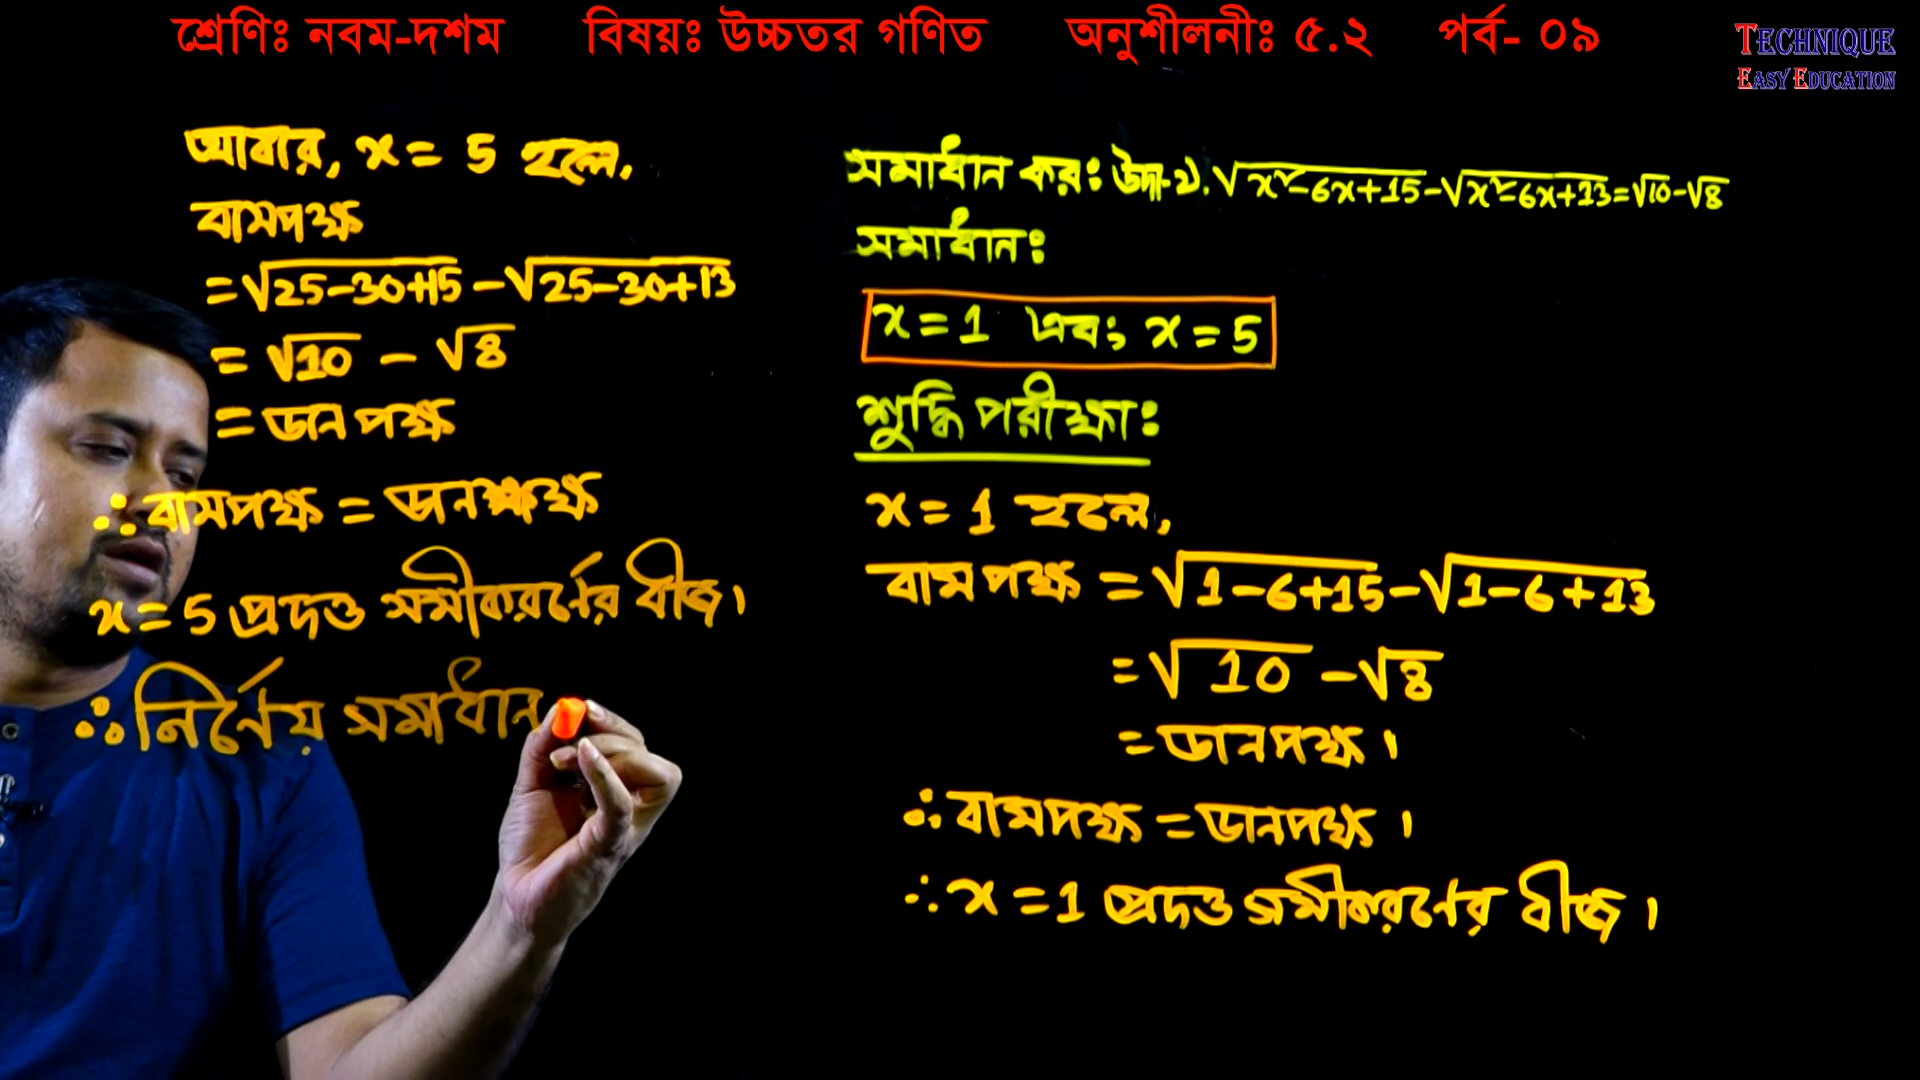 শ্রেণিঃ নবম-দশম বিষয়ঃ উচ্চতর গণিত অনুশীলনীঃ ৫.২ পর্ব- ০৯
TECHNIQUE
EASY EDUCATION
আবার, x = 5 হলে,
বামপক্ষ
= √25-30+15 - √25-30+13
= √10 - √8
= ডান পক্ষ
∴ বামপক্ষ = ডানপক্ষ
x = 5 প্রদত্ত সমীকরণের বীজ।
∴ নির্ণেয় সমাধান
সমাধান কর: উদা-১. √x²-6x+15 - √x²-6x+13 = √10 - √8
সমাধান:
x = 1 এবং x = 5
শুদ্ধি পরীক্ষা:
x = 1 হলে,
বামপক্ষ = √1-6+15 - √1-6+13
= √10 - √8
= ডানপক্ষ।
∴ বামপক্ষ = ডানপক্ষ।
∴ x = 1 প্রদত্ত সমীকরণের বীজ।